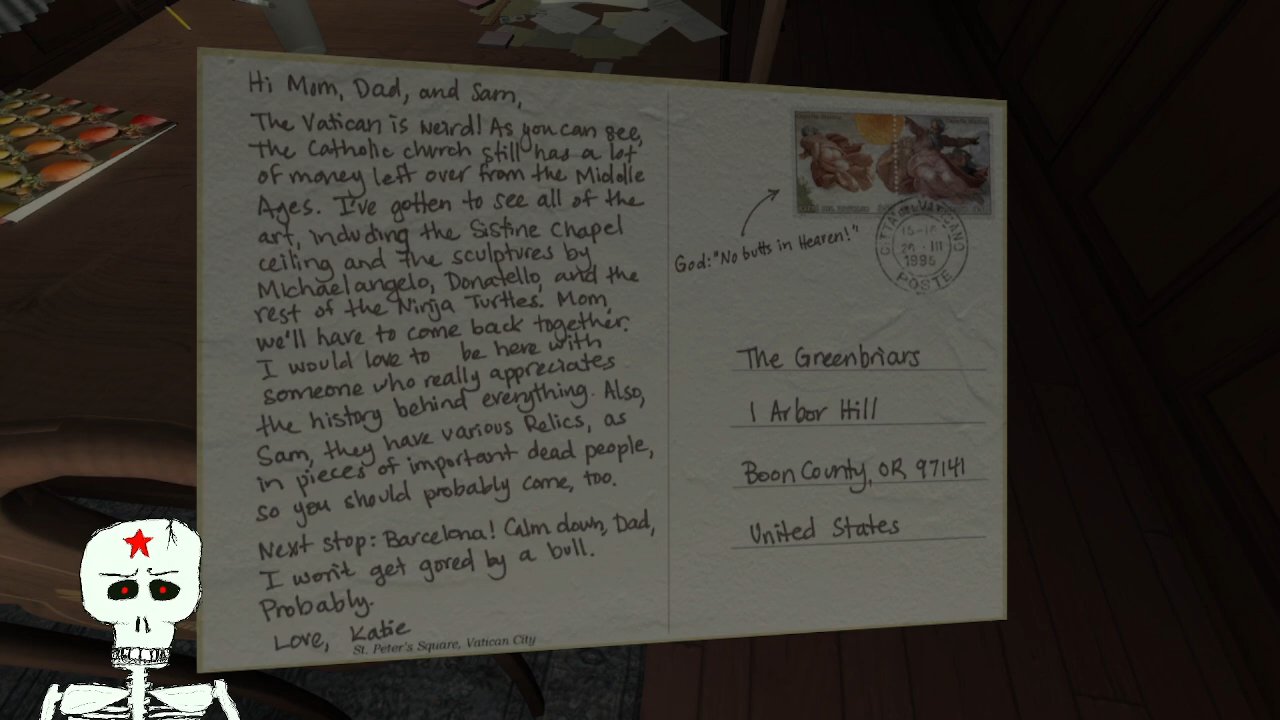 Hi Mom, Dad, and Sam,
The Vatican is weird! As you can see,
the Catholic church still has a lot
of money left over from the Middle
Ages. I've gotten to see all of the
art, including the Sistine Chapel
ceiling and the sculptures by
Michaelangelo, Donatello, and the
rest of the Ninja Turtles. Mom,
we'll have to come back together.
I would love to be here with
someone who really appreciates
the history behind everything. Also,
Sam, they have various Relics, as
in pieces of important dead people,
so you should probably come, too.
Next stop: Barcelona! Calm down, Dad,
I won't get gored by a bull.
Probably.
Love, Katie
St. Peter's Square, Vatican City
God: "No butts in Heaven!"
CITTA DEL VATICANO
26 · III
1995
POSTE
The Greenbriars
1 Arbor Hill
Boon County, OR 97141
United States